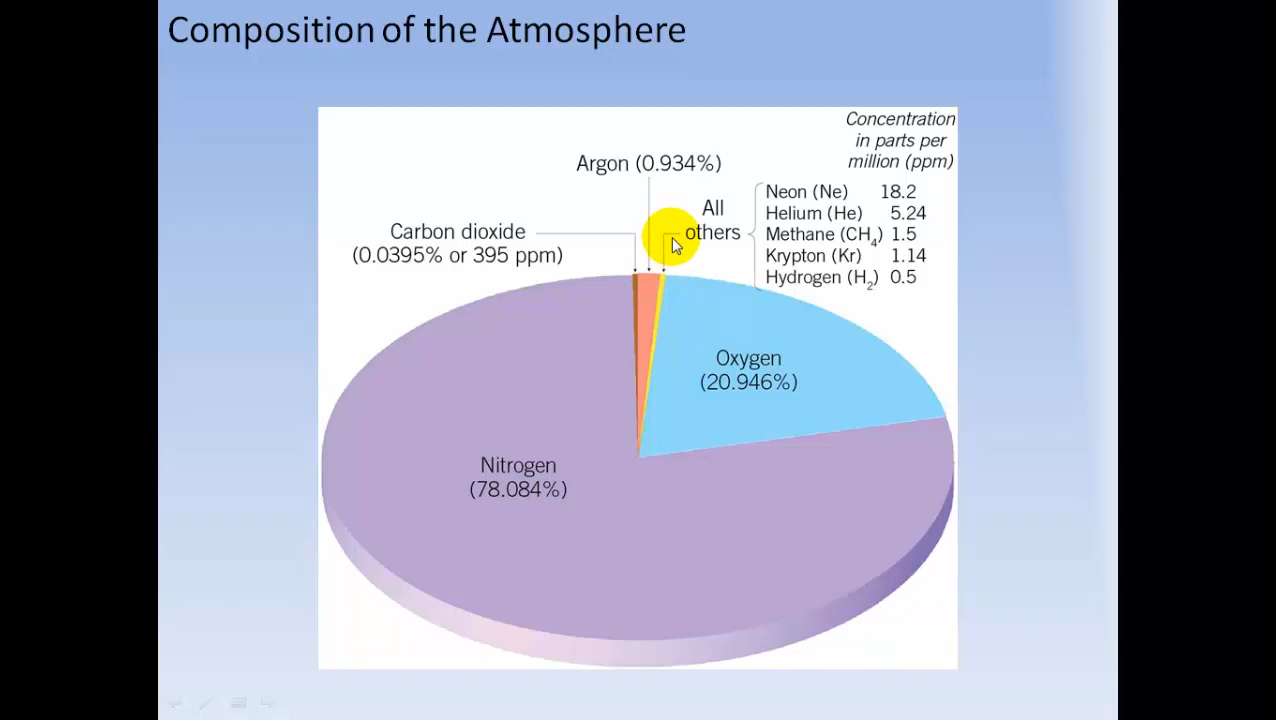 Composition of the Atmosphere
Concentration
in parts per
million (ppm)
Argon (0.934%)
Carbon dioxide
(0.0395% or 395 ppm)
All
others
Neon (Ne) 18.2
Helium (He) 5.24
Methane (CH4) 1.5
Krypton (Kr) 1.14
Hydrogen (H2) 0.5
Oxygen
(20.946%)
Nitrogen
(78.084%)